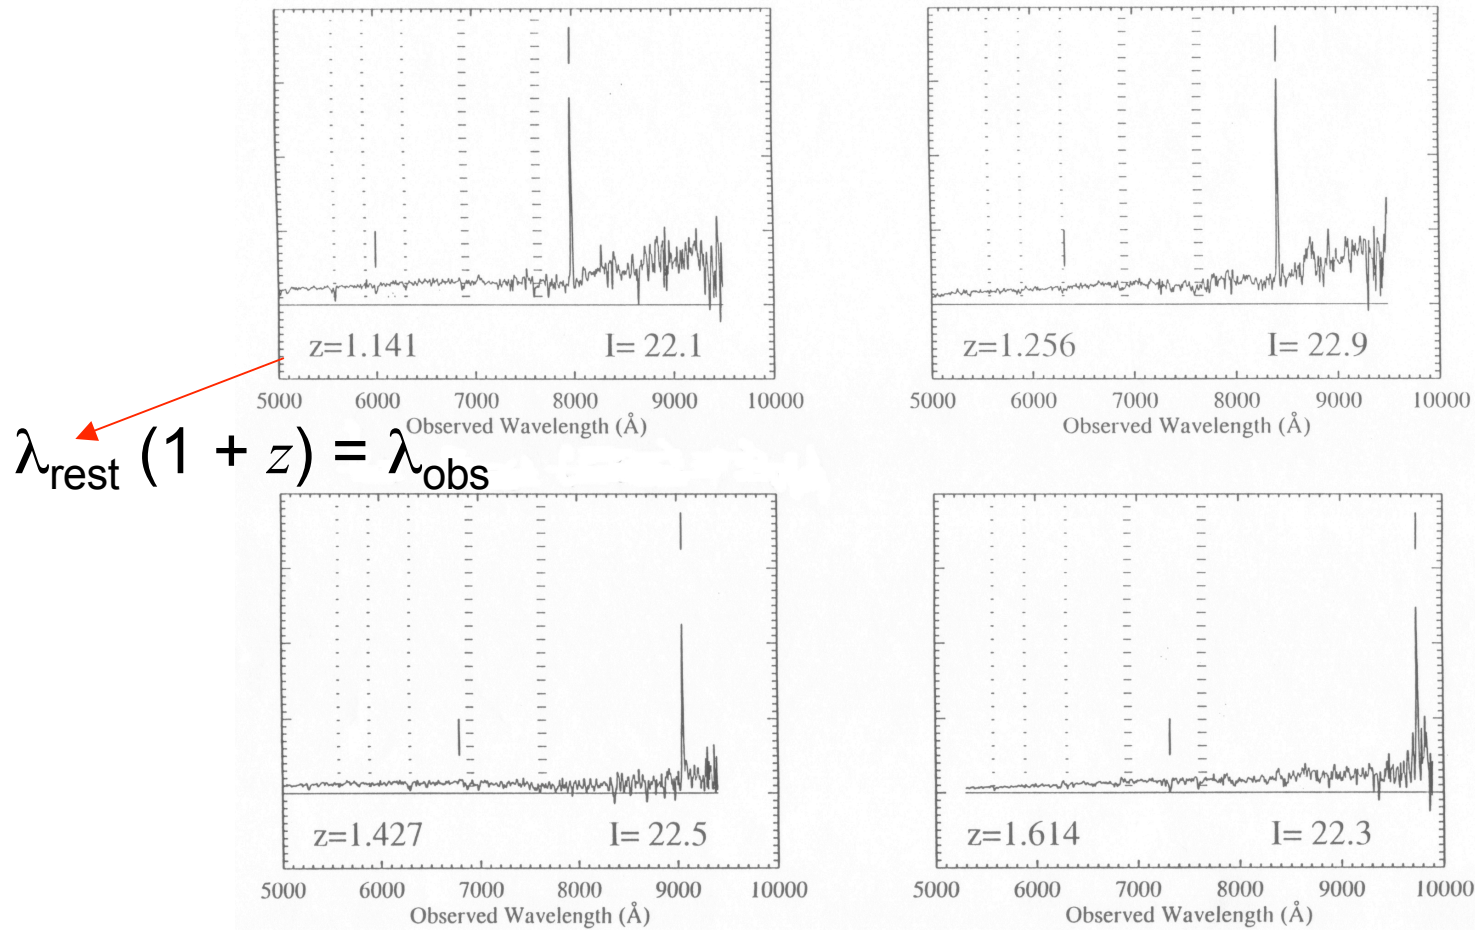 z=1.141 I= 22.1
5000 6000 7000 8000 9000 10000
Observed Wavelength (Å)
z=1.256 I= 22.9
5000 6000 7000 8000 9000 10000
Observed Wavelength (Å)
λrest (1 + z) = λobs
z=1.427 I= 22.5
5000 6000 7000 8000 9000 10000
Observed Wavelength (Å)
z=1.614 I= 22.3
5000 6000 7000 8000 9000 10000
Observed Wavelength (Å)